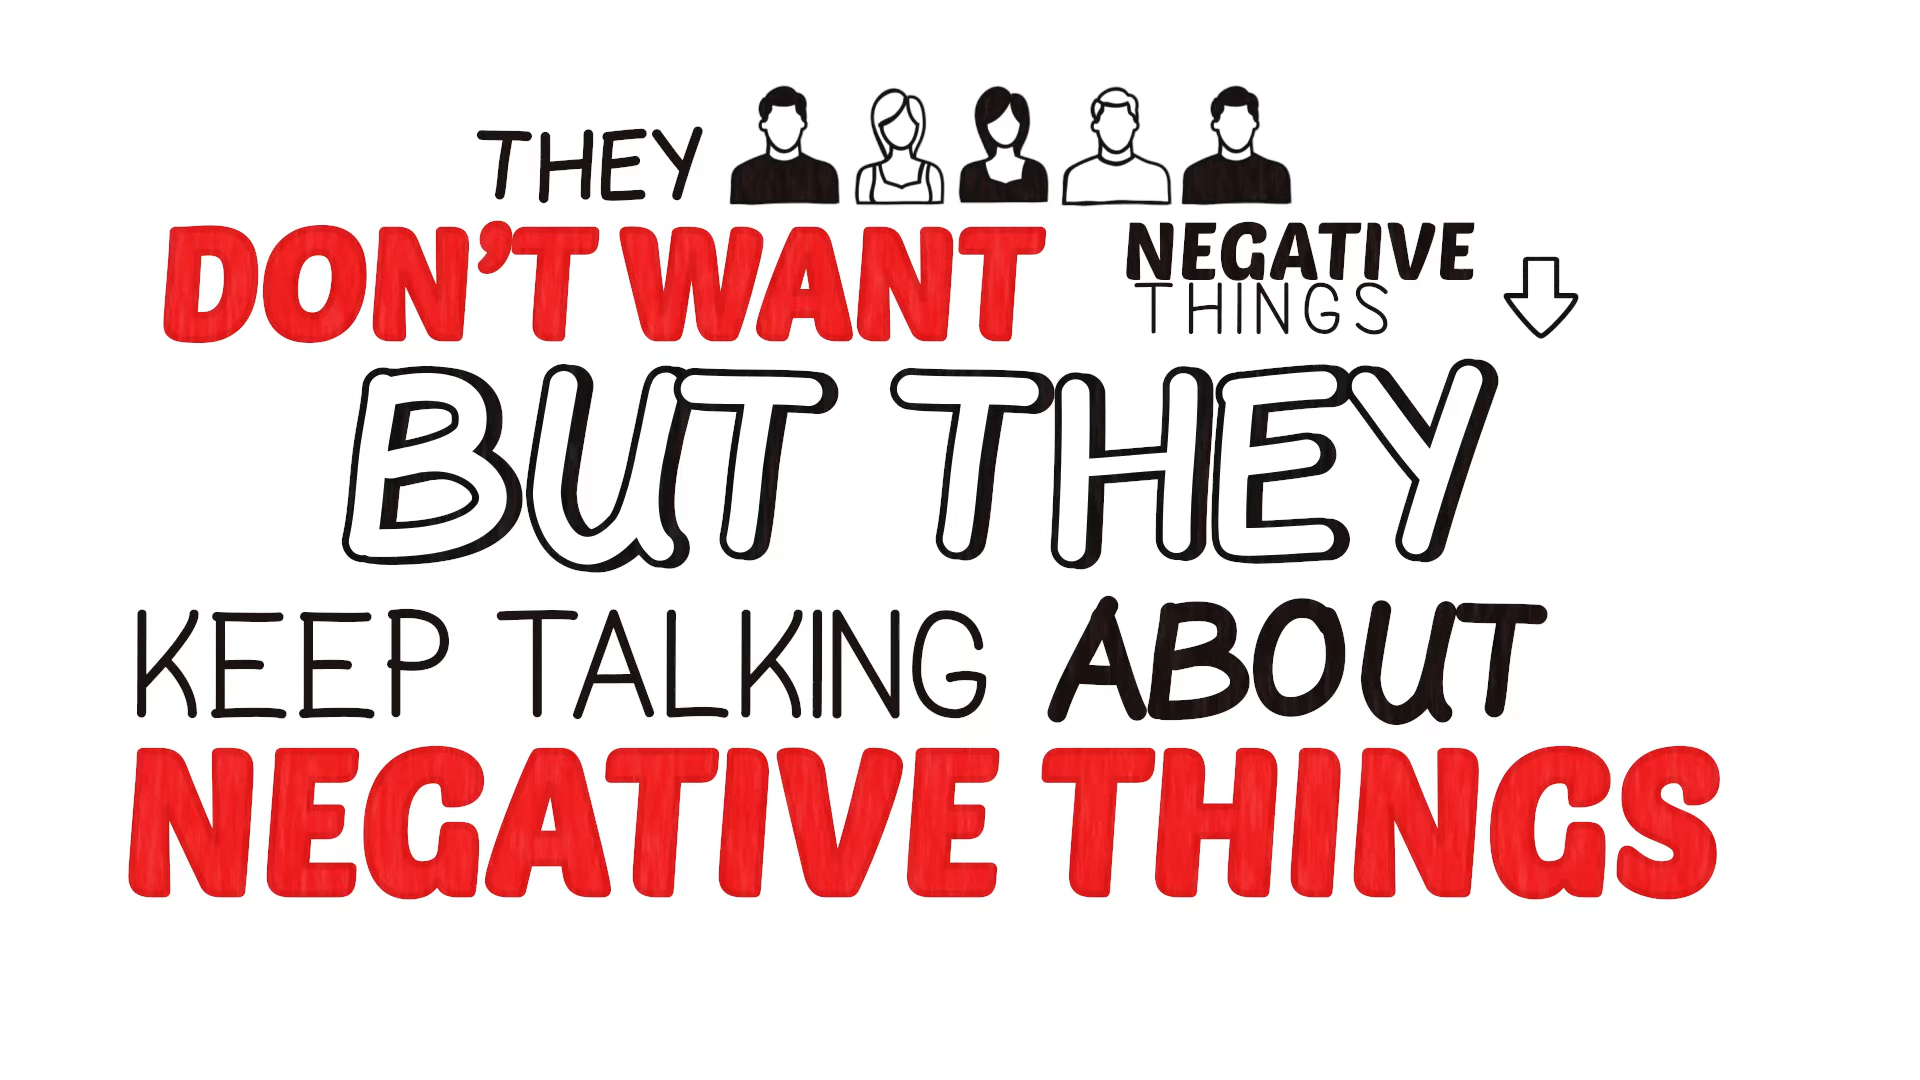 THEY
DON'T WANT NEGATIVE
THINGS
BUT THEY
KEEP TALKING ABOUT
NEGATIVE THINGS